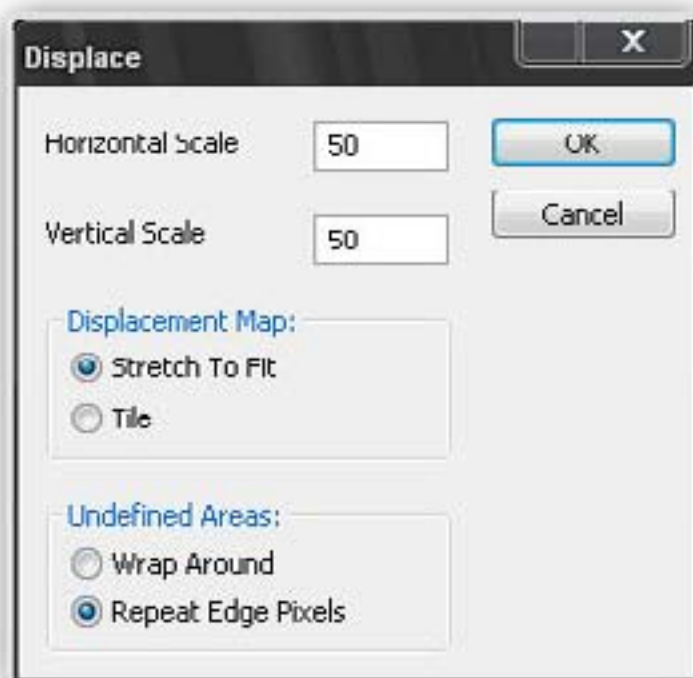 Displace
X
Horizontal Scale
50
OK
Vertical Scale
50
Cancel
Displacement Map:
Stretch To Fit
Tile
Undefined Areas:
Wrap Around
Repeat Edge Pixels